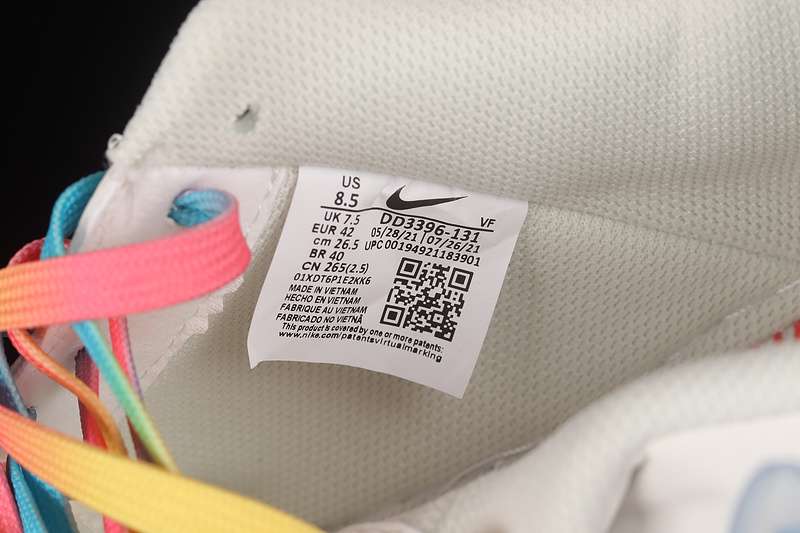 US
8.5
UK 7.5
EUR 42
cm 26.5
BR 40
CN 265(2.5)
VF
DD3396-131
05/28/21 | 07/26/21
UPC 00194921183901
01XDT6P1E2KK6
MADE IN VIETNAM
HECHO EN VIETNAM
FABRIQUE AU VIETNAM
FABRICADO NO VIETNÃ
This product is covered by one or more patents:
www.nike.com/patentsvirtualmarking